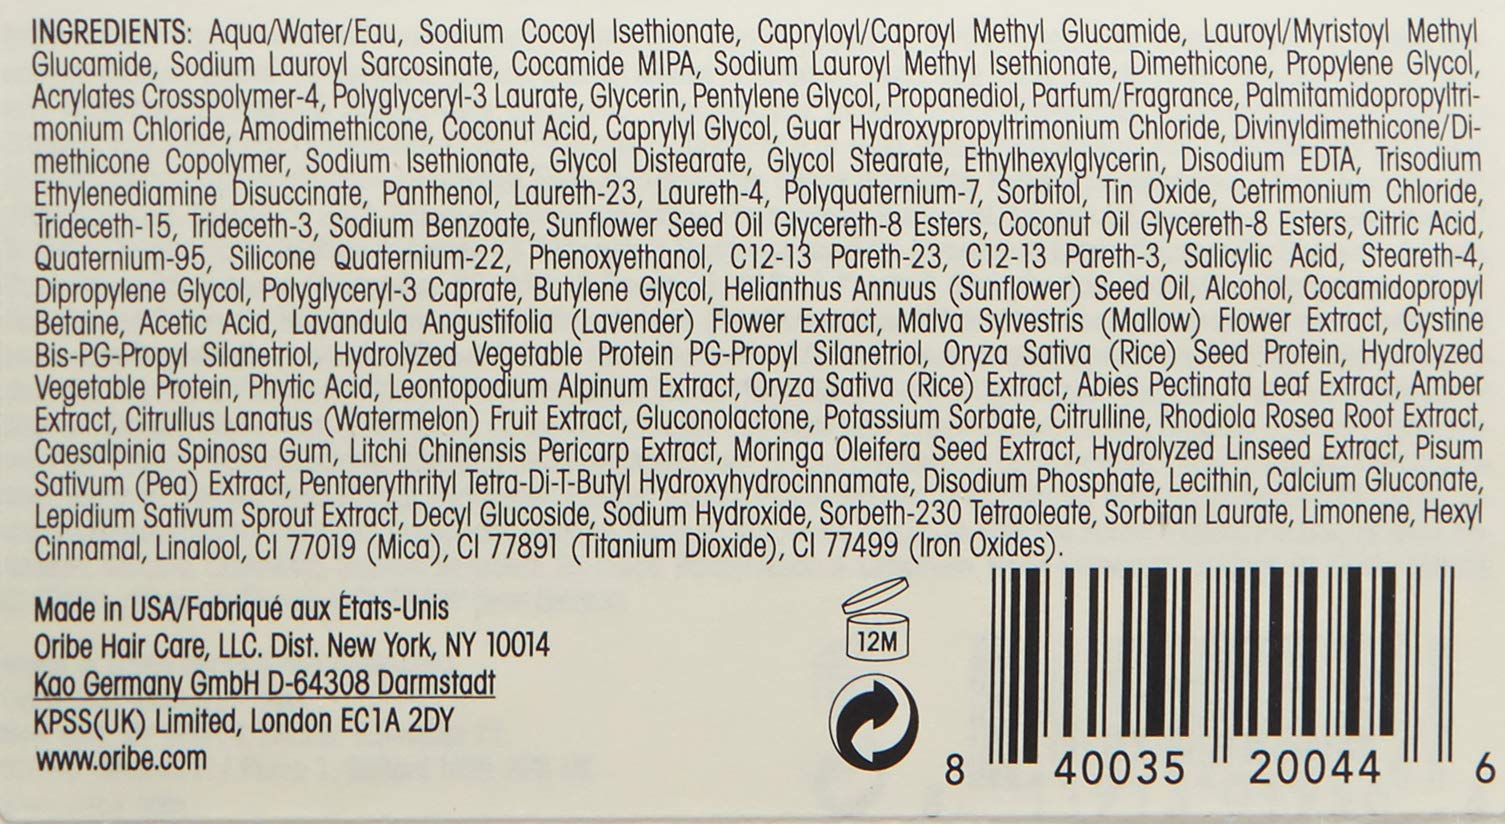 INGREDIENTS: Aqua/Water/Eau, Sodium Cocoyl Isethionate, Capryloyl/Caproyl Methyl Glucamide, Lauroyl/Myristoyl Methyl
Glucamide, Sodium Lauroyl Sarcosinate, Cocamide MIPA, Sodium Lauroyl Methyl Isethionate, Dimethicone, Propylene Glycol,
Acrylates Crosspolymer-4, Polyglyceryl-3 Laurate, Glycerin, Pentylene Glycol, Propanediol, Parfum/Fragrance, Palmitamidopropyltri-
monium Chloride, Amodimethicone, Coconut Acid, Caprylyl Glycol, Guar Hydroxypropyltrimonium Chloride, Divinyldimethicone/Di-
methicone Copolymer, Sodium Isethionate, Glycol Distearate, Glycol Stearate, Ethylhexylglycerin, Disodium EDTA, Trisodium
Ethylenediamine Disuccinate, Panthenol, Laureth-23, Laureth-4, Polyquaternium-7, Sorbitol, Tin Oxide, Cetrimonium Chloride,
Trideceth-15, Trideceth-3, Sodium Benzoate, Sunflower Seed Oil Glycereth-8 Esters, Coconut Oil Glycereth-8 Esters, Citric Acid,
Quaternium-95, Silicone Quaternium-22, Phenoxyethanol, C12-13 Pareth-23, C12-13 Pareth-3, Salicylic Acid, Steareth-4,
Dipropylene Glycol, Polyglyceryl-3 Caprate, Butylene Glycol, Helianthus Annuus (Sunflower) Seed Oil, Alcohol, Cocamidopropyl
Betaine, Acetic Acid, Lavandula Angustifolia (Lavender) Flower Extract, Malva Sylvestris (Mallow) Flower Extract, Cystine
Bis-PG-Propyl Silanetriol, Hydrolyzed Vegetable Protein PG-Propyl Silanetriol, Oryza Sativa (Rice) Seed Protein, Hydrolyzed
Vegetable Protein, Phytic Acid, Leontopodium Alpinum Extract, Oryza Sativa (Rice) Extract, Abies Pectinata Leaf Extract, Amber
Extract, Citrullus Lanatus (Watermelon) Fruit Extract, Gluconolactone, Potassium Sorbate, Citrulline, Rhodiola Rosea Root Extract,
Caesalpinia Spinosa Gum, Litchi Chinensis Pericarp Extract, Moringa Oleifera Seed Extract, Hydrolyzed Linseed Extract, Pisum
Sativum (Pea) Extract, Pentaerythrityl Tetra-Di-T-Butyl Hydroxyhydrocinnamate, Disodium Phosphate, Lecithin, Calcium Gluconate,
Lepidium Sativum Sprout Extract, Decyl Glucoside, Sodium Hydroxide, Sorbeth-230 Tetraoleate, Sorbitan Laurate, Limonene, Hexyl
Cinnamal, Linalool, CI 77019 (Mica), CI 77891 (Titanium Dioxide), CI 77499 (Iron Oxides).
Made in USA/Fabriqué aux États-Unis
Oribe Hair Care, LLC. Dist. New York, NY 10014
Kao Germany GmbH D-64308 Darmstadt
KPSS(UK) Limited, London EC1A 2DY
www.oribe.com
12M
8 40035 20044 6